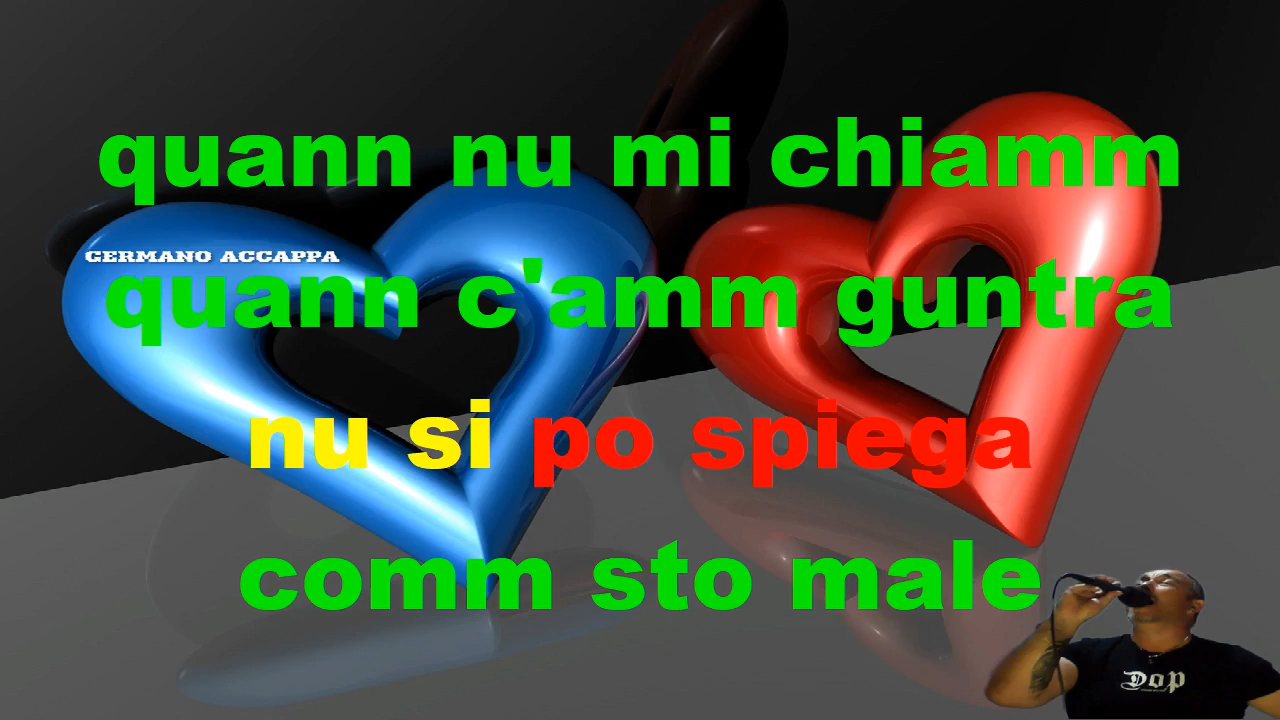 quann nu mi chiamm
GERMANO ACCAPPA
quann c'amm guntra
nu si po spiega
comm sto male
DOP